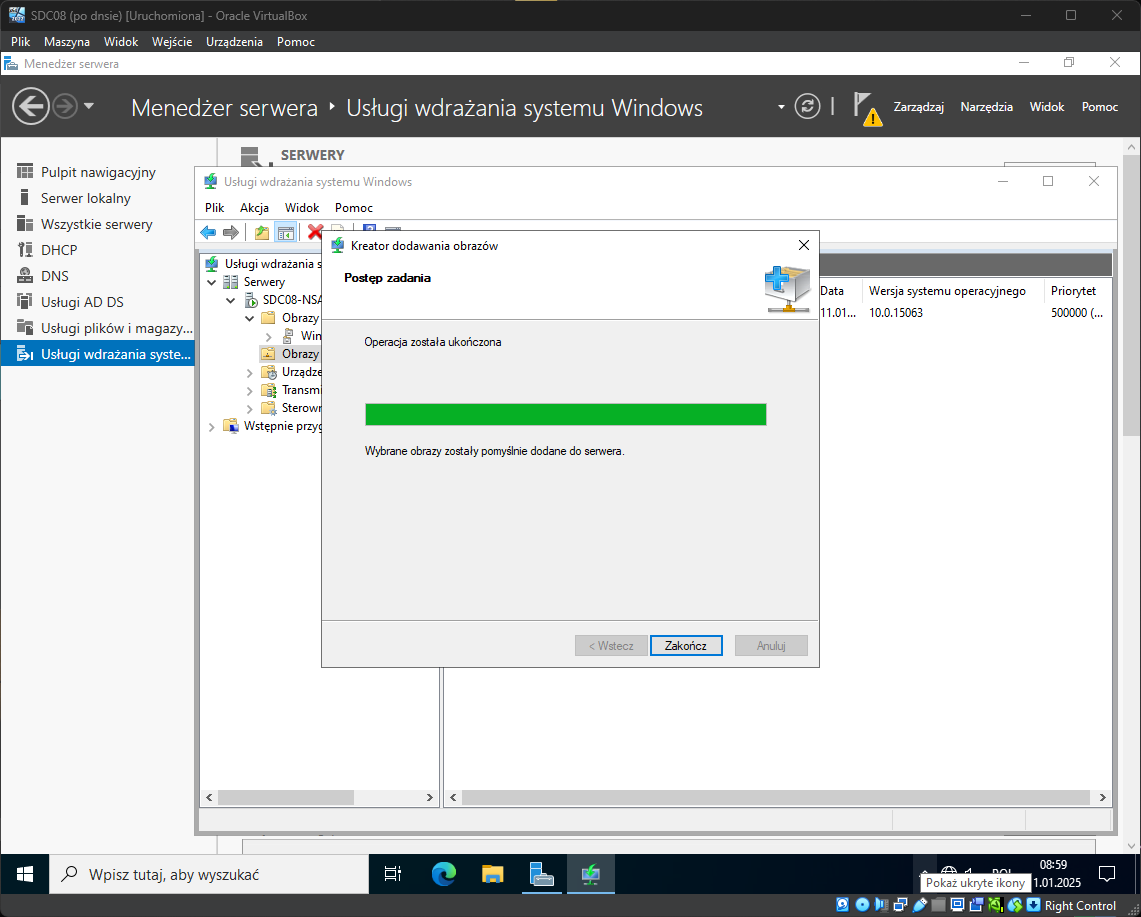 SDC08 (po dnsie) [Uruchomiona] - Oracle VirtualBox
Plik Maszyna Widok Wejście Urządzenia Pomoc
Menedżer serwera
Menedżer serwera Usługi wdrażania systemu Windows
Zarządzaj Narzędzia Widok Pomoc
Pulpit nawigacyjny
Serwer lokalny
Wszystkie serwery
DHCP
DNS
Usługi AD DS
Usługi plików i magazy...
Usługi wdrażania syste...
SERWERY
Usługi wdrażania systemu Windows
Plik Akcja Widok Pomoc
Usługi wdrażania s
Serwery
SDC08-NSA
Obrazy
Win
Obrazy
Urządze
Transmi
Sterown
Wstępnie przyg
Data Wersja systemu operacyjnego Priorytet
11.01... 10.0.15063 500000 (...
Kreator dodawania obrazów
Postęp zadania
Operacja została ukończona
Wybrane obrazy zostały pomyślnie dodane do serwera.
< Wstecz Zakończ Anuluj
Wpisz tutaj, aby wyszukać
08:59
1.01.2025
Pokaż ukryte ikony
Right Control